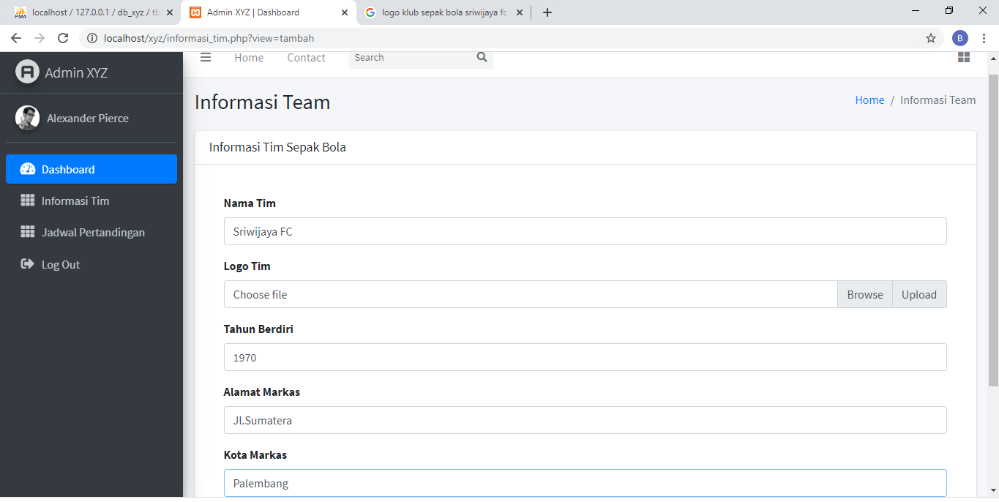 localhost / 127.0.0.1 / db_xyz / tb
Admin XYZ | Dashboard
logo klub sepak bola sriwijaya fc
localhost/xyz/informasi_tim.php?view=tambah
B
Admin XYZ
Home
Contact
Search
Alexander Pierce
Dashboard
Informasi Tim
Jadwal Pertandingan
Log Out
Informasi Team
Home / Informasi Team
Informasi Tim Sepak Bola
Nama Tim
Sriwijaya FC
Logo Tim
Choose file
Browse
Upload
Tahun Berdiri
1970
Alamat Markas
Jl.Sumatera
Kota Markas
Palembang